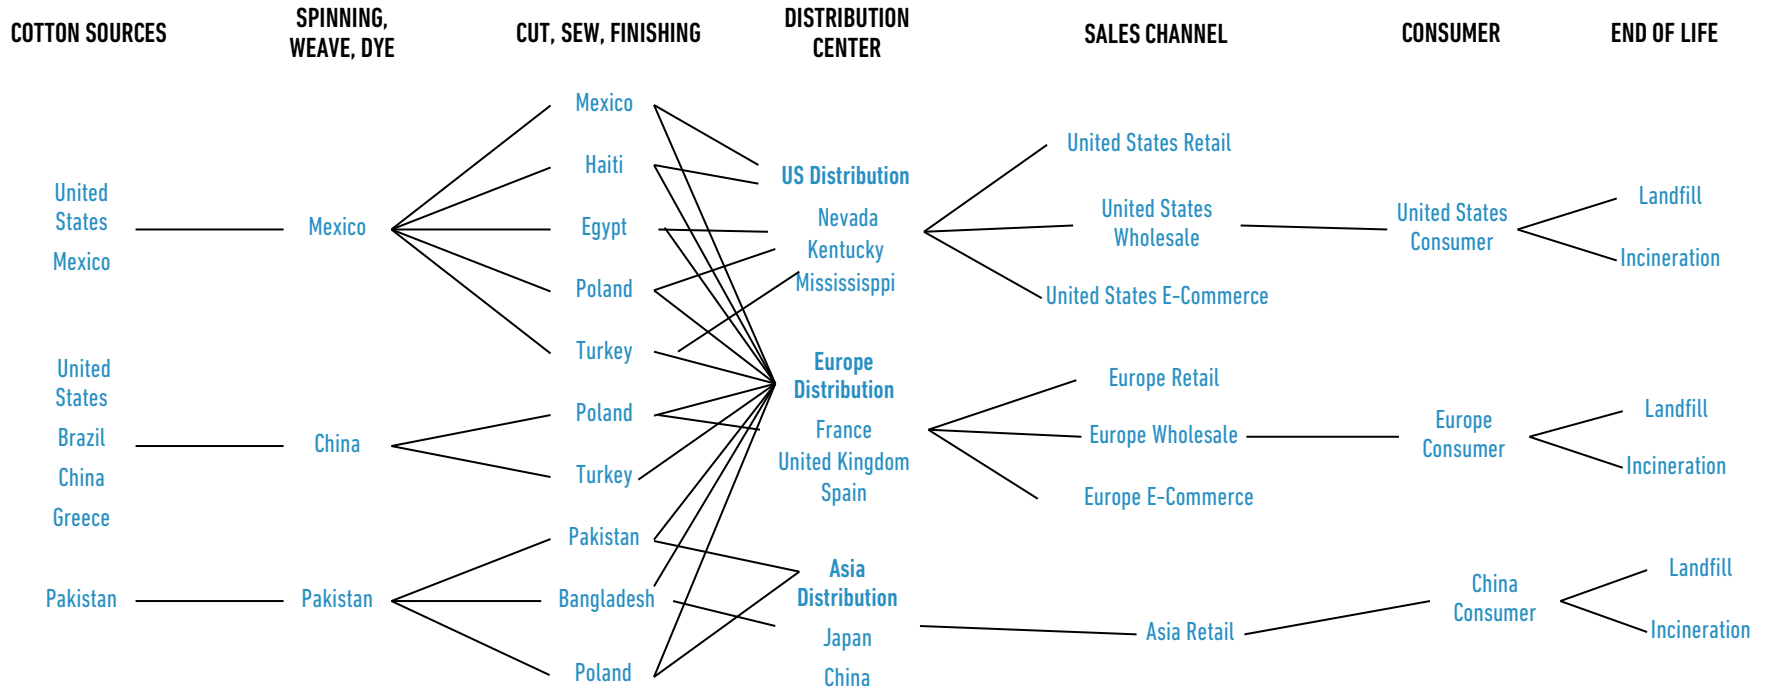 COTTON SOURCES
SPINNING,
WEAVE, DYE
CUT, SEW, FINISHING
DISTRIBUTION
CENTER
SALES CHANNEL
CONSUMER
END OF LIFE
United
States
Mexico
United
States
Brazil
China
Greece
Pakistan
Mexico
China
Pakistan
Mexico
Haiti
Egypt
Poland
Turkey
Poland
Turkey
Pakistan
Bangladesh
Poland
US Distribution
Nevada
Kentucky
Mississisppi
Europe
Distribution
France
United Kingdom
Spain
Asia
Distribution
Japan
China
United States Retail
United States
Wholesale
United States E-Commerce
Europe Retail
Europe Wholesale
Europe E-Commerce
Asia Retail
United States
Consumer
Europe
Consumer
China
Consumer
Landfill
Incineration
Landfill
Incineration
Landfill
Incineration